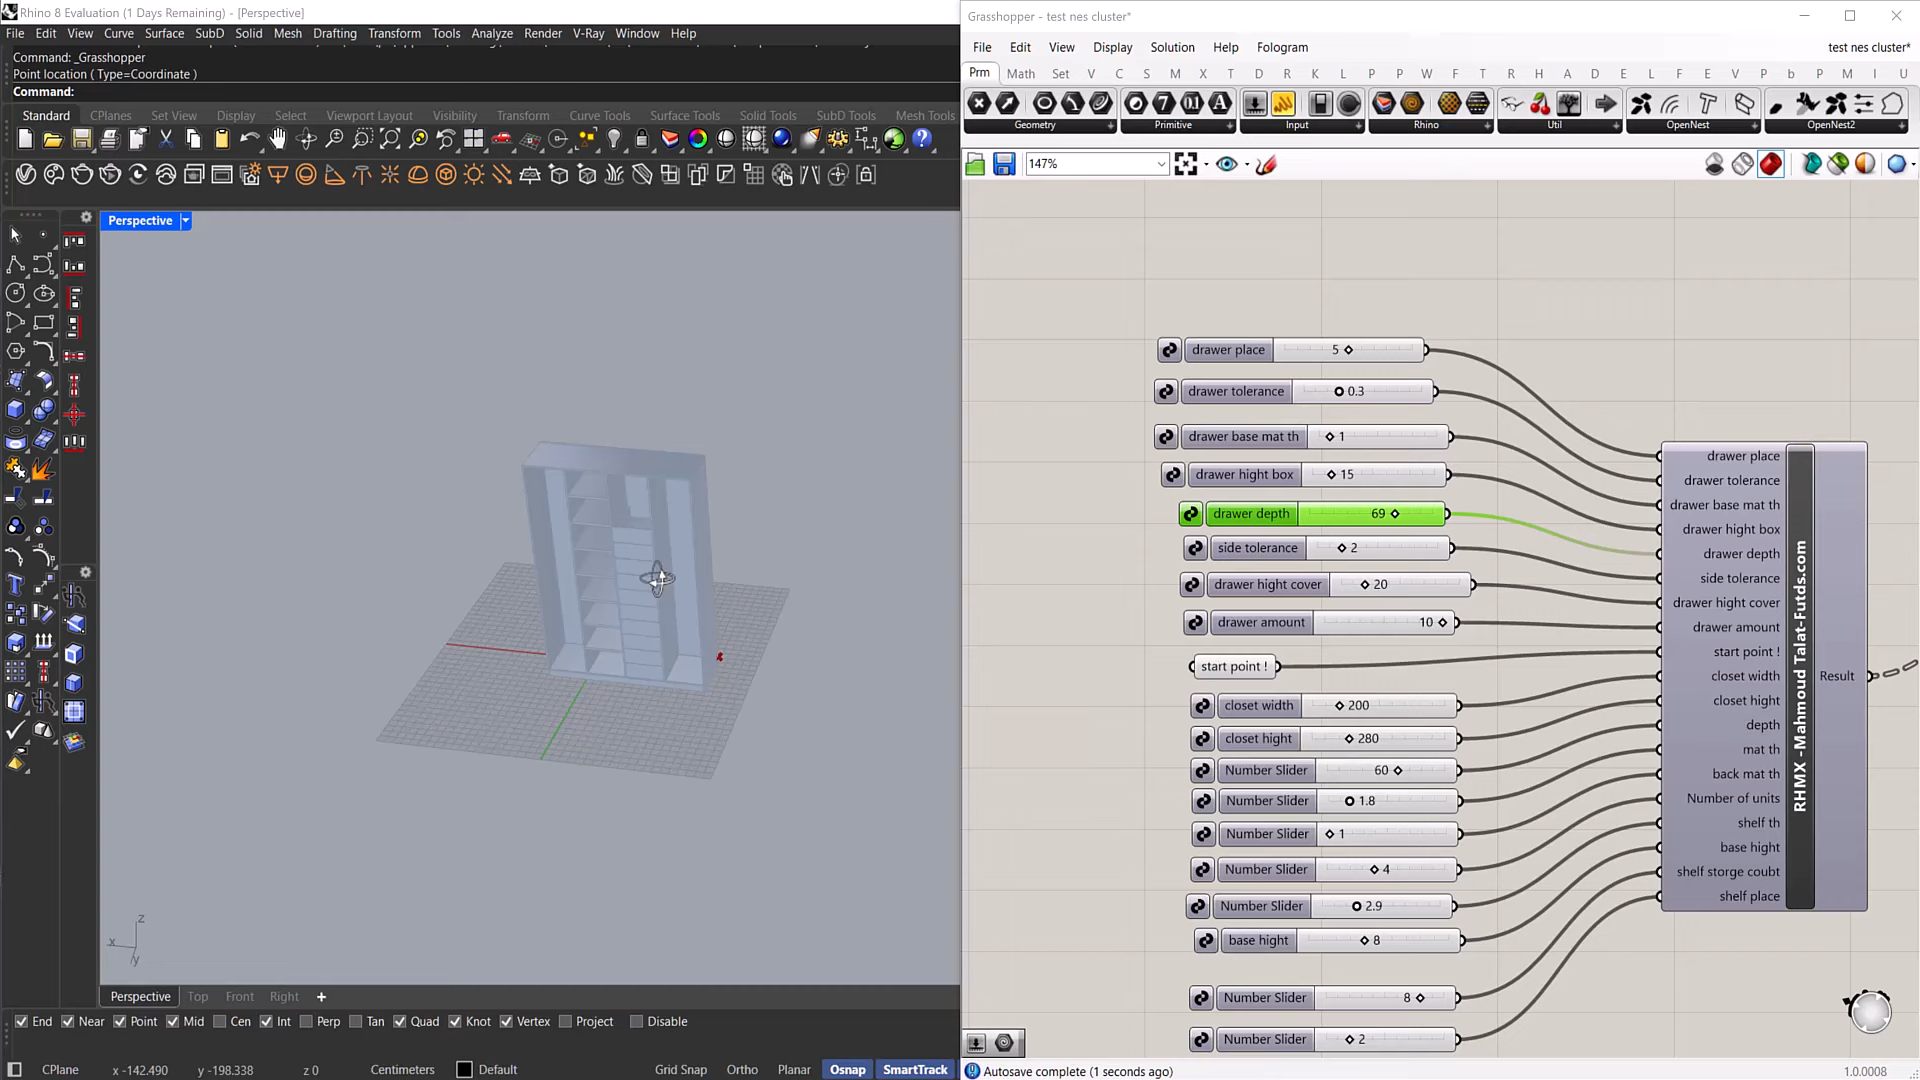 Rhino 8 Evaluation (1 Days Remaining) - [Perspective]
File Edit View Curve Surface SubD Solid Mesh Drafting Transform Tools Analyze Render V-Ray Window Help
Command: _Grasshopper
Point location ( Type=Coordinate )
Command:
Standard CPlanes Set View Display Select Viewport Layout Visibility Transform Curve Tools Surface Tools Solid Tools SubD Tools Mesh Tools
Perspective
z
x
y
Perspective Top Front Right
End Near Point Mid Cen Int Perp Tan Quad Knot Vertex Project Disable
CPlane x -142.490 y -198.338 z 0 Centimeters Default Grid Snap Ortho Planar Osnap SmartTrack
Grasshopper - test nes cluster*
File Edit View Display Solution Help Fologram test nes cluster*
Prm Math Set V C S M X T D R K L P W F T R H A D E L F E V P b P M I U
Geometry Primitive Input Rhino Util OpenNest OpenNest2
147%
drawer place 5
drawer tolerance 0.3
drawer base mat th 1
drawer hight box 15
drawer depth 69
side tolerance 2
drawer hight cover 20
drawer amount 10
start point !
closet width 200
closet hight 280
Number Slider 60
Number Slider 1.8
Number Slider 1
Number Slider 4
Number Slider 2.9
base hight 8
Number Slider 8
Number Slider 2
drawer place
drawer tolerance
drawer base mat th
drawer hight box
drawer depth
side tolerance
drawer hight cover
drawer amount
start point !
closet width
closet hight
depth
mat th
back mat th
Number of units
shelf th
base hight
shelf storge coubt
shelf place
RHMX -Mahmoud Talat-Futds.com
Result
Autosave complete (1 seconds ago)
1.0.0008